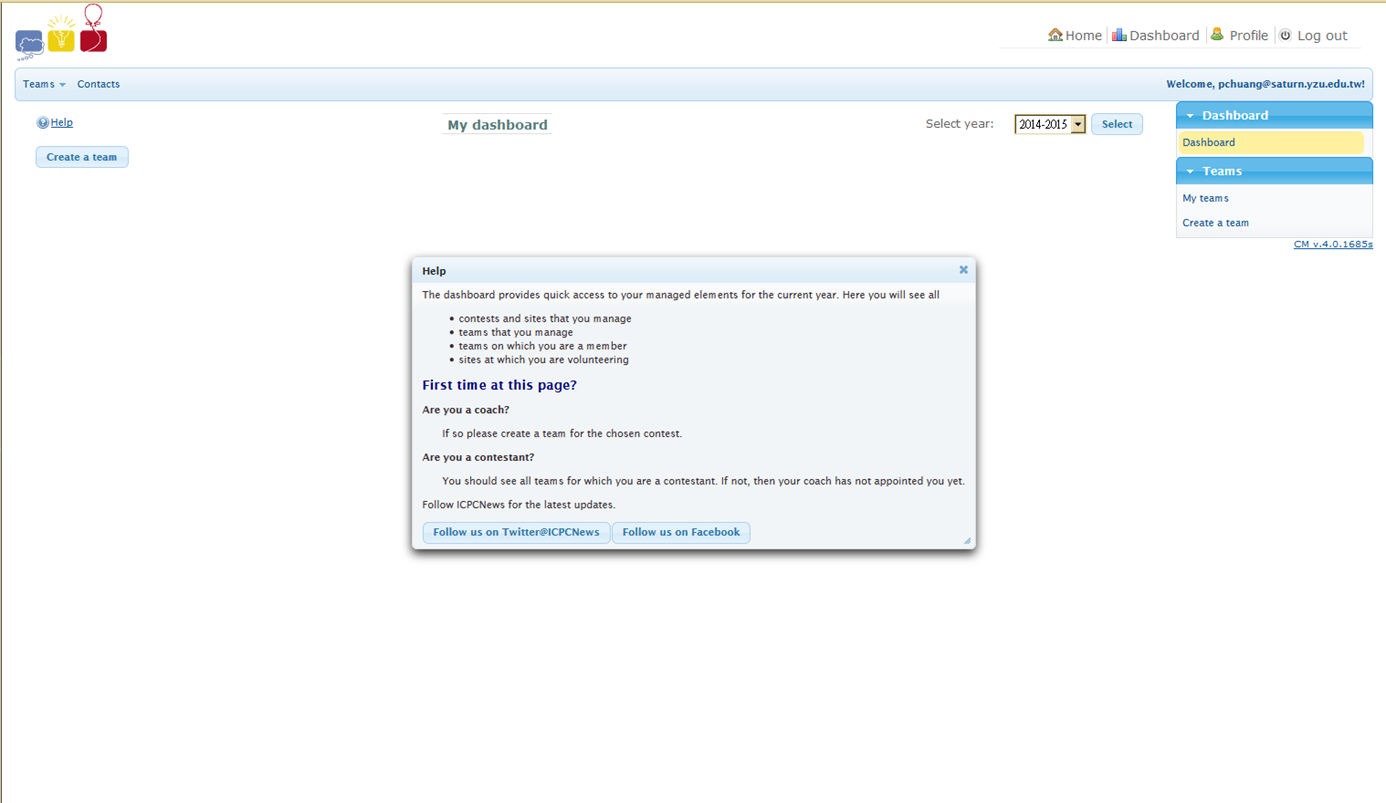 Home Dashboard Profile Log out
Teams Contacts Welcome, pchuang@saturn.yzu.edu.tw!
Help My dashboard Select year: 2014-2015 Select
Create a team
Dashboard
Dashboard
Teams
My teams
Create a team
CM v.4.0.1685s
Help
The dashboard provides quick access to your managed elements for the current year. Here you will see all
• contests and sites that you manage
• teams that you manage
• teams on which you are a member
• sites at which you are volunteering
First time at this page?
Are you a coach?
If so please create a team for the chosen contest.
Are you a contestant?
You should see all teams for which you are a contestant. If not, then your coach has not appointed you yet.
Follow ICPCNews for the latest updates.
Follow us on Twitter@ICPCNews Follow us on Facebook